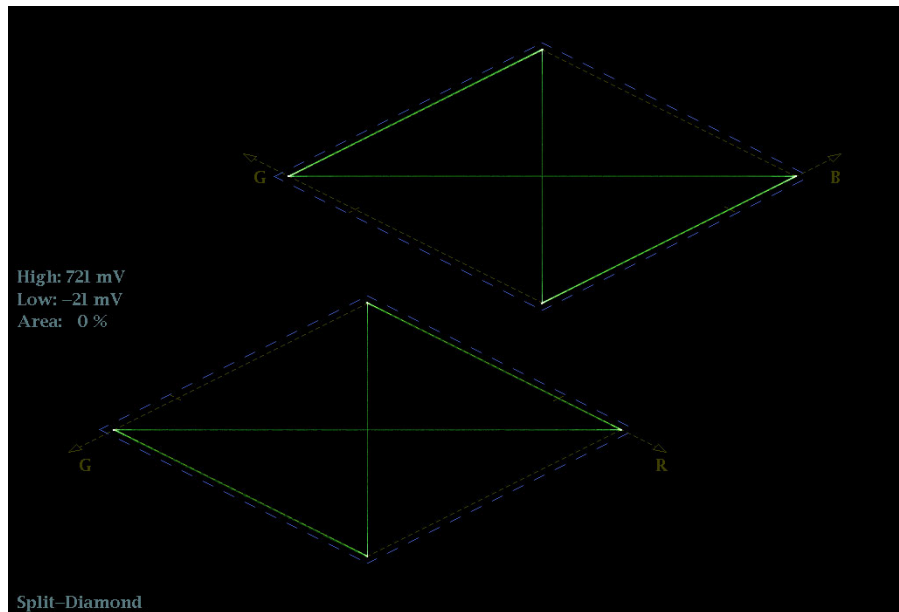 G
B
High: 721 mV
Low: –21 mV
Area: 0 %
G
R
Split–Diamond